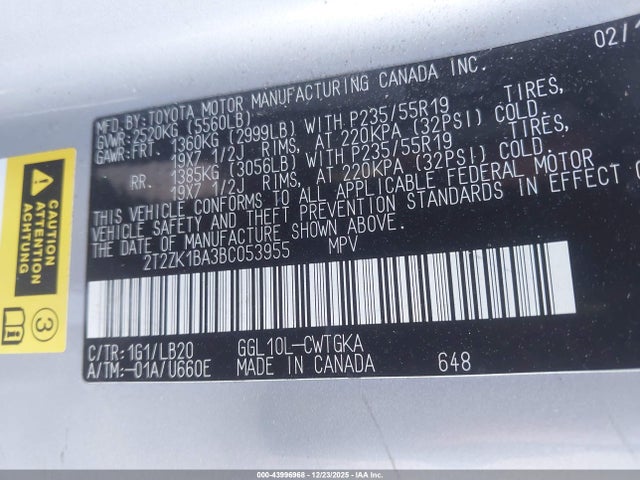 02/1
MFD.BY:TOYOTA MOTOR MANUFACTURING CANADA INC.
GVWR:2520KG (5560LB)
GAWR:FRT. 1360KG (2999LB) WITH P235/55R19 TIRES,
19X7 1/2J RIMS, AT 220KPA (32PSI) COLD.
RR. 1385KG (3056LB) WITH P235/55R19 TIRES,
19X7 1/2J RIMS, AT 220KPA (32PSI) COLD.
THIS VEHICLE CONFORMS TO ALL APPLICABLE FEDERAL MOTOR
VEHICLE SAFETY AND THEFT PREVENTION STANDARDS IN EFFECT O
THE DATE OF MANUFACTURE SHOWN ABOVE.
2T2ZK1BA3BC053955 MPV
C/TR:1G1/LB20 GGL10L-CWTGKA
A/TM:-01A/U660E MADE IN CANADA 648
CAUTION
ATTENTION
ACHTUNG
3
000-43996968 - 12/23/2025 - IAA, Inc.